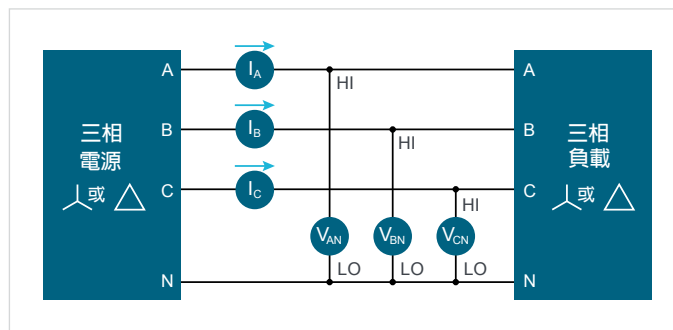 A I_A A
HI
三相
電源
或
B I_B HI B
三相
負載
或
C I_C HI C
V_AN V_BN V_CN
LO LO LO
N N